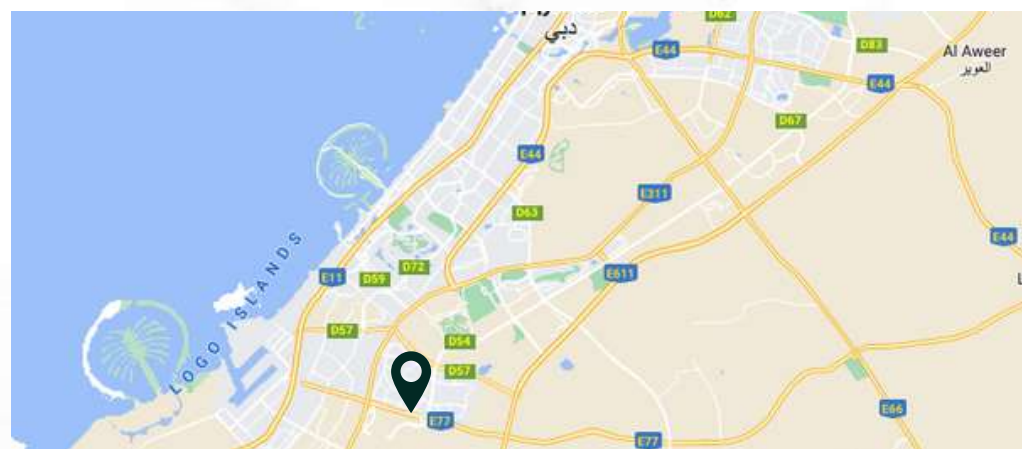 دبي
D62
E44
D83
Al Aweer
العوير
E44
D67
E44
E311
D63
E44
D72
D59
E11
E611
LOGO ISLANDS
D57
D54
D57
E66
E77
E77